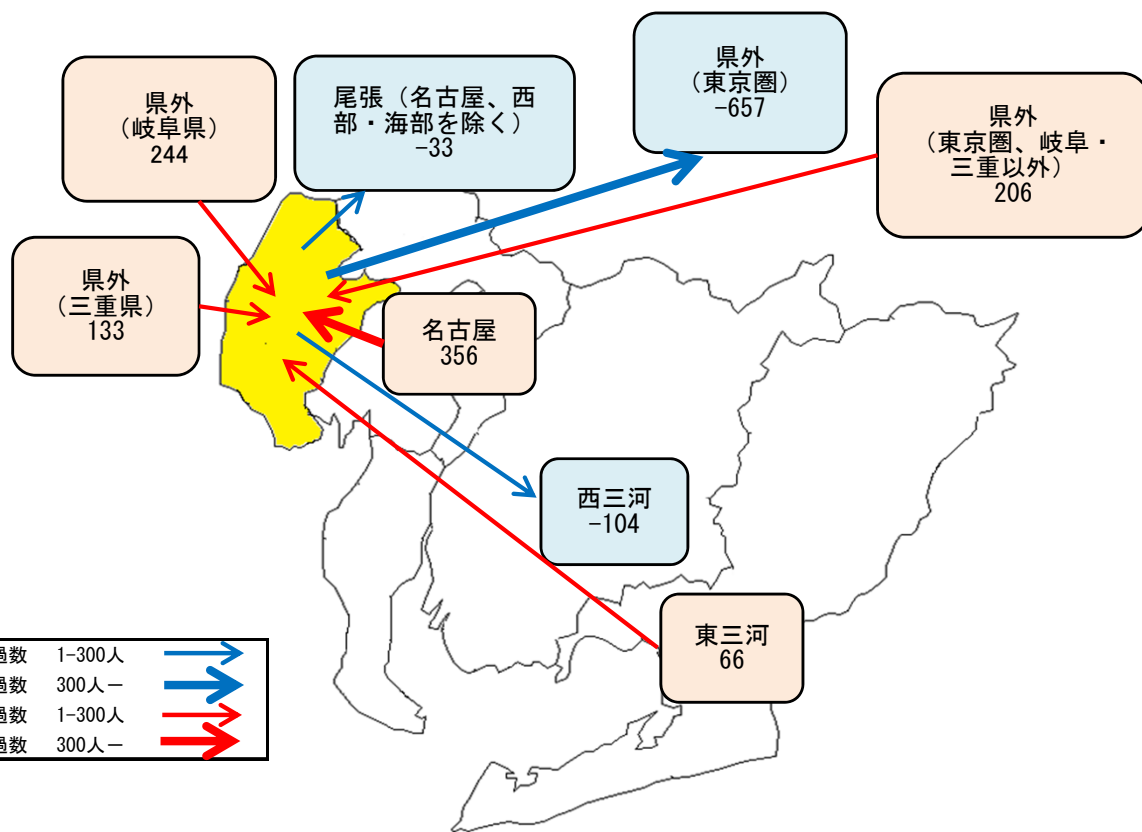 県外
（岐阜県）
244
尾張（名古屋、西
部・海部を除く）
-33
県外
（東京圏）
-657
県外
（東京圏、岐阜・
三重以外）
206
県外
（三重県）
133
名古屋
356
西三河
-104
東三河
66
過数 1-300人
過数 300人－
過数 1-300人
過数 300人－